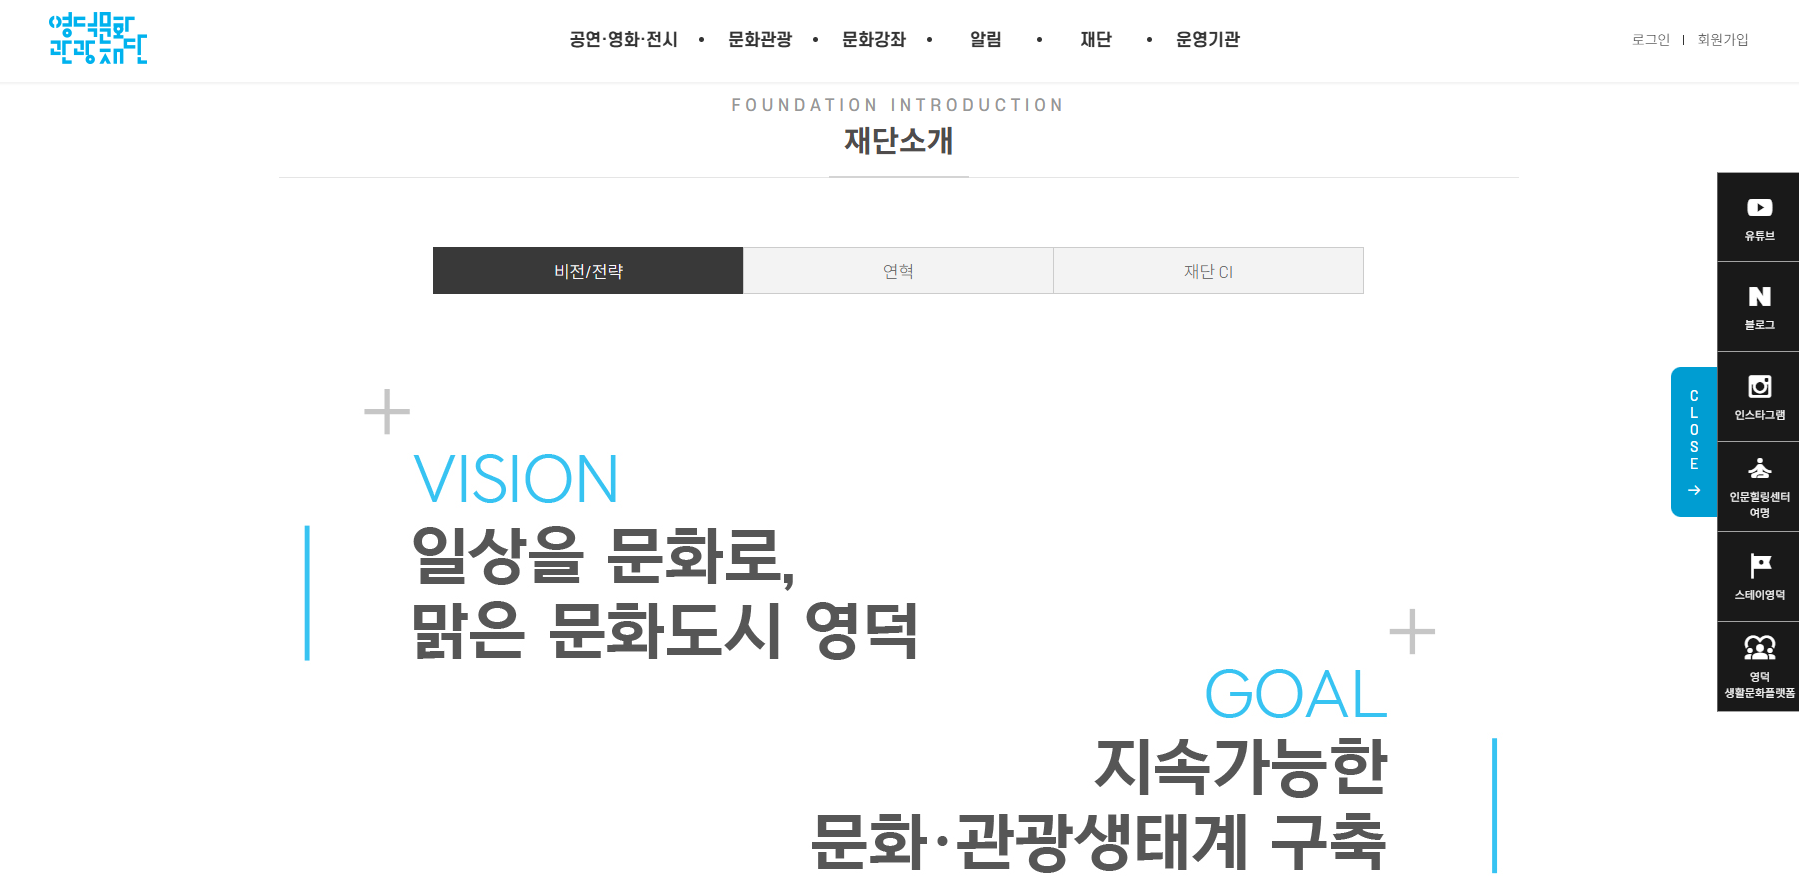 영덕문화
관광재단
공연·영화·전시 • 문화관광 • 문화강좌 • 알림 • 재단 • 운영기관
로그인 | 회원가입
FOUNDATION INTRODUCTION
재단소개
비전/전략
연혁
재단 CI
VISION
일상을 문화로,
맑은 문화도시 영덕
GOAL
지속가능한
문화·관광생태계 구축
CLOSE
유튜브
블로그
인스타그램
인문힐링센터
여명
스테이영덕
영덕
생활문화플랫폼